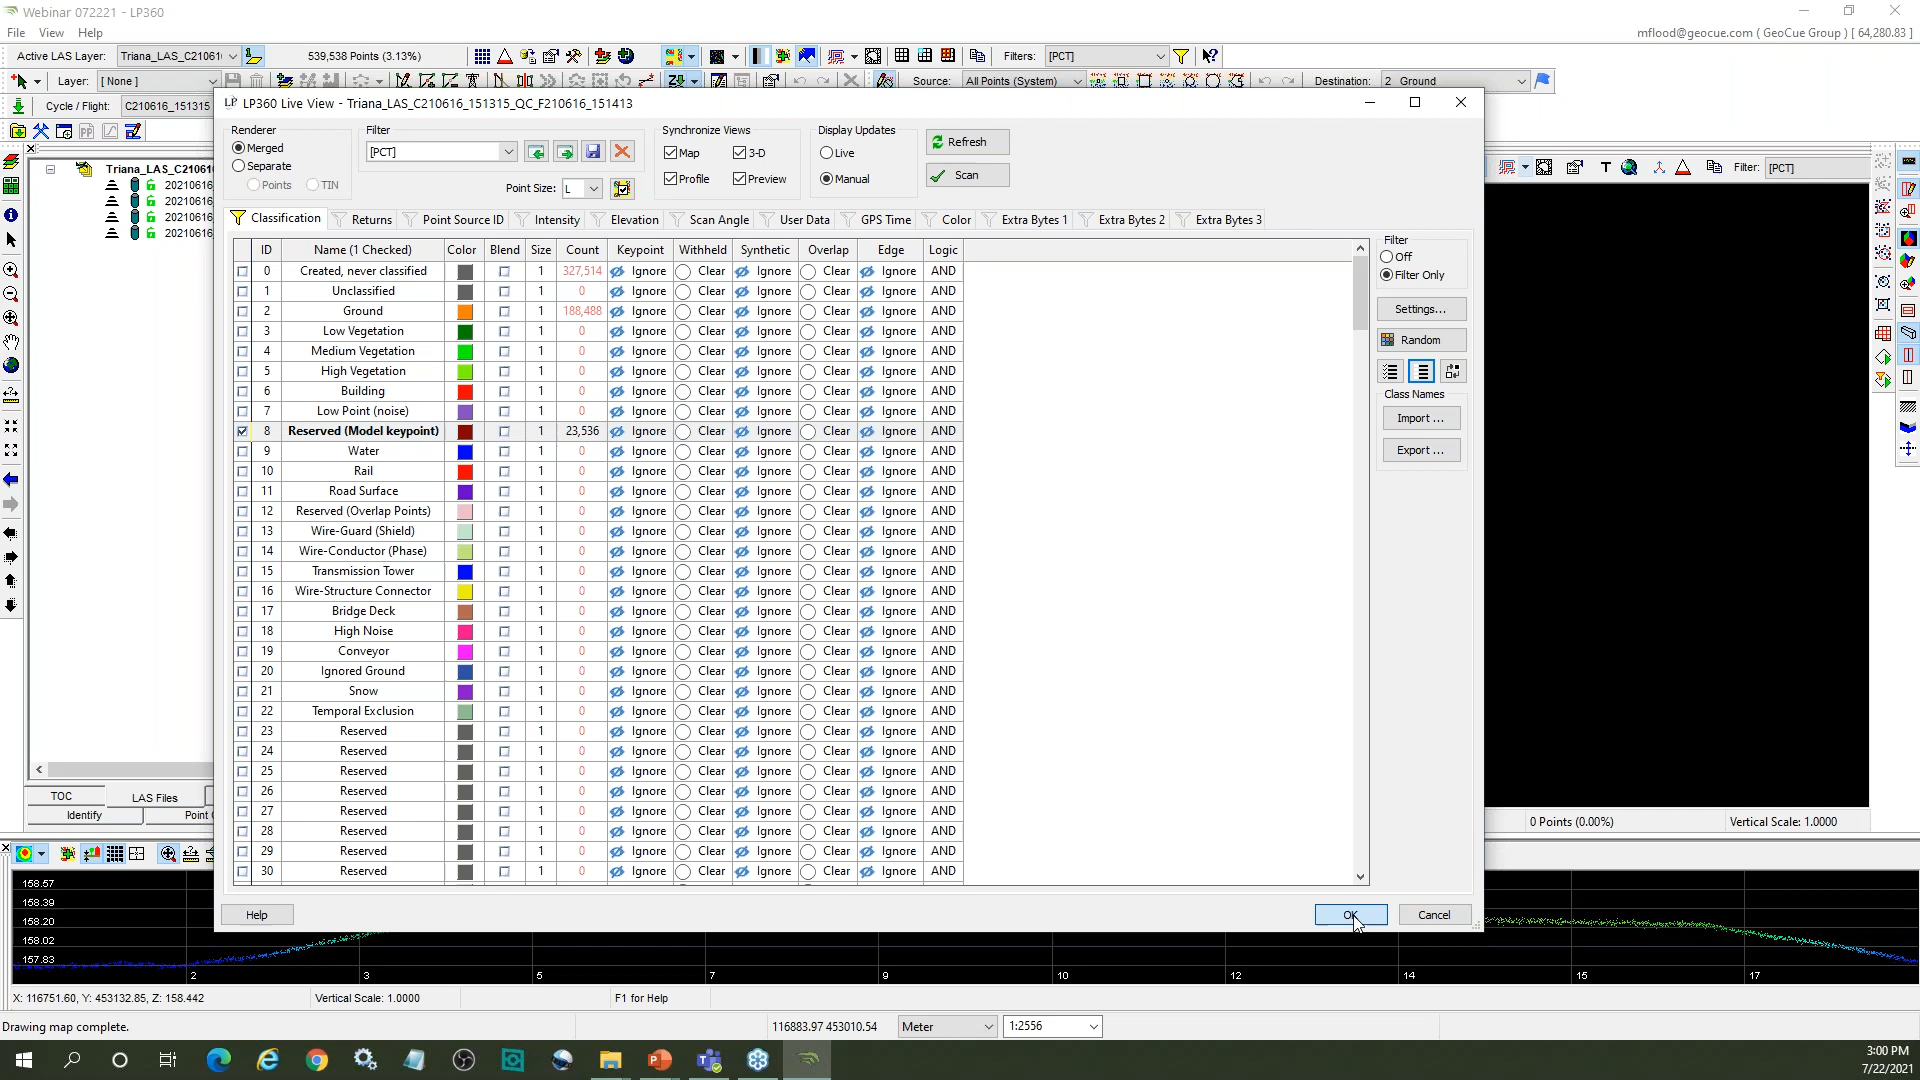 Webinar 072221 - LP360
File View Help
mflood@geocue.com ( GeoCue Group ) [ 64,280.83 ]
Active LAS Layer: Triana_LAS_C21061 539,538 Points (3.13%) Filters: [PCT]
Layer: [ None ] Source: All Points (System) Destination: 2 Ground
Cycle / Flight: C210616_151315
LP360 Live View - Triana_LAS_C210616_151315_QC_F210616_151413
Renderer
Merged
Separate
Points TIN
Filter
[PCT]
Point Size: L
Synchronize Views
Map 3-D
Profile Preview
Display Updates
Live
Manual
Refresh
Scan
Classification Returns Point Source ID Intensity Elevation Scan Angle User Data GPS Time Color Extra Bytes 1 Extra Bytes 2 Extra Bytes 3
ID Name (1 Checked) Color Blend Size Count Keypoint Withheld Synthetic Overlap Edge Logic
0 Created, never classified 1 327,514 Ignore Clear Ignore Clear Ignore AND
1 Unclassified 1 0 Ignore Clear Ignore Clear Ignore AND
2 Ground 1 188,488 Ignore Clear Ignore Clear Ignore AND
3 Low Vegetation 1 0 Ignore Clear Ignore Clear Ignore AND
4 Medium Vegetation 1 0 Ignore Clear Ignore Clear Ignore AND
5 High Vegetation 1 0 Ignore Clear Ignore Clear Ignore AND
6 Building 1 0 Ignore Clear Ignore Clear Ignore AND
7 Low Point (noise) 1 0 Ignore Clear Ignore Clear Ignore AND
8 Reserved (Model keypoint) 1 23,536 Ignore Clear Ignore Clear Ignore AND
9 Water 1 0 Ignore Clear Ignore Clear Ignore AND
10 Rail 1 0 Ignore Clear Ignore Clear Ignore AND
11 Road Surface 1 0 Ignore Clear Ignore Clear Ignore AND
12 Reserved (Overlap Points) 1 0 Ignore Clear Ignore Clear Ignore AND
13 Wire-Guard (Shield) 1 0 Ignore Clear Ignore Clear Ignore AND
14 Wire-Conductor (Phase) 1 0 Ignore Clear Ignore Clear Ignore AND
15 Transmission Tower 1 0 Ignore Clear Ignore Clear Ignore AND
16 Wire-Structure Connector 1 0 Ignore Clear Ignore Clear Ignore AND
17 Bridge Deck 1 0 Ignore Clear Ignore Clear Ignore AND
18 High Noise 1 0 Ignore Clear Ignore Clear Ignore AND
19 Conveyor 1 0 Ignore Clear Ignore Clear Ignore AND
20 Ignored Ground 1 0 Ignore Clear Ignore Clear Ignore AND
21 Snow 1 0 Ignore Clear Ignore Clear Ignore AND
22 Temporal Exclusion 1 0 Ignore Clear Ignore Clear Ignore AND
23 Reserved 1 0 Ignore Clear Ignore Clear Ignore AND
24 Reserved 1 0 Ignore Clear Ignore Clear Ignore AND
25 Reserved 1 0 Ignore Clear Ignore Clear Ignore AND
26 Reserved 1 0 Ignore Clear Ignore Clear Ignore AND
27 Reserved 1 0 Ignore Clear Ignore Clear Ignore AND
28 Reserved 1 0 Ignore Clear Ignore Clear Ignore AND
29 Reserved 1 0 Ignore Clear Ignore Clear Ignore AND
30 Reserved 1 0 Ignore Clear Ignore Clear Ignore AND
Filter
Off
Filter Only
Settings...
Random
Class Names
Import ...
Export ...
Help OK Cancel
Triana_LAS_C21061
20210616
20210616
20210616
20210616
TOC LAS Files
Identify Point
T Filter: [PCT]
0 Points (0.00%) Vertical Scale: 1.0000
158.57
158.39
158.20
158.02
157.83
2 3 5 7 9 10 12 14 15 17
X: 116751.60, Y: 453132.85, Z: 158.442 Vertical Scale: 1.0000 F1 for Help
Drawing map complete. 116883.97 453010.54 Meter 1:2556
3:00 PM
7/22/2021